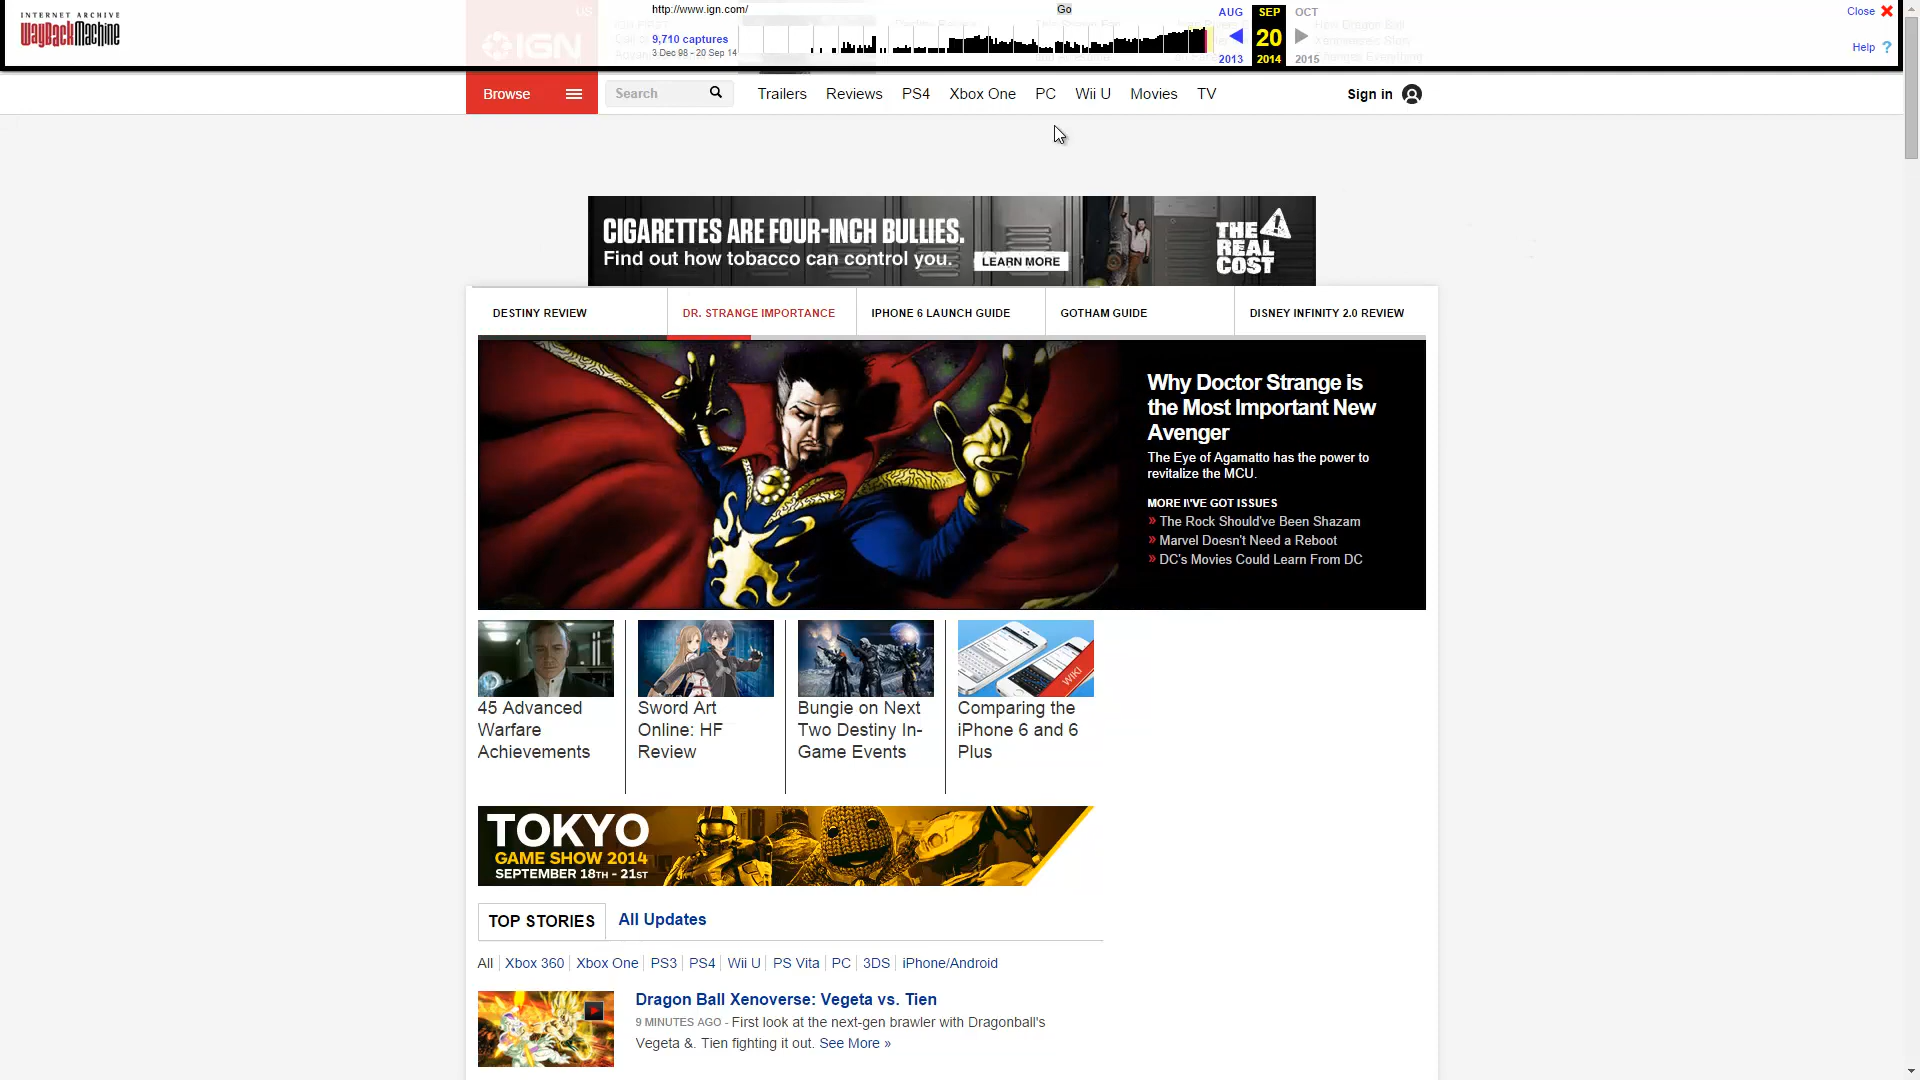 INTERNET ARCHIVE
WayBackMachine
http://www.ign.com/
Go
9,710 captures
3 Dec 98 - 20 Sep 14
AUG
SEP
OCT
20
2013
2014
2015
Close
Help ?
US
IGN
Browse
Search
Trailers
Reviews
PS4
Xbox One
PC
Wii U
Movies
TV
Sign in
CIGARETTES ARE FOUR-INCH BULLIES.
Find out how tobacco can control you.
LEARN MORE
THE
REAL
COST
DESTINY REVIEW
DR. STRANGE IMPORTANCE
IPHONE 6 LAUNCH GUIDE
GOTHAM GUIDE
DISNEY INFINITY 2.0 REVIEW
Why Doctor Strange is
the Most Important New
Avenger
The Eye of Agamatto has the power to
revitalize the MCU.
MORE I\'VE GOT ISSUES
» The Rock Should've Been Shazam
» Marvel Doesn't Need a Reboot
» DC's Movies Could Learn From DC
WIKI
45 Advanced
Warfare
Achievements
Sword Art
Online: HF
Review
Bungie on Next
Two Destiny In-
Game Events
Comparing the
iPhone 6 and 6
Plus
TOKYO
GAME SHOW 2014
SEPTEMBER 18TH - 21ST
TOP STORIES
All Updates
All
Xbox 360
Xbox One
PS3
PS4
Wii U
PS Vita
PC
3DS
iPhone/Android
Dragon Ball Xenoverse: Vegeta vs. Tien
9 MINUTES AGO - First look at the next-gen brawler with Dragonball's
Vegeta &. Tien fighting it out. See More »